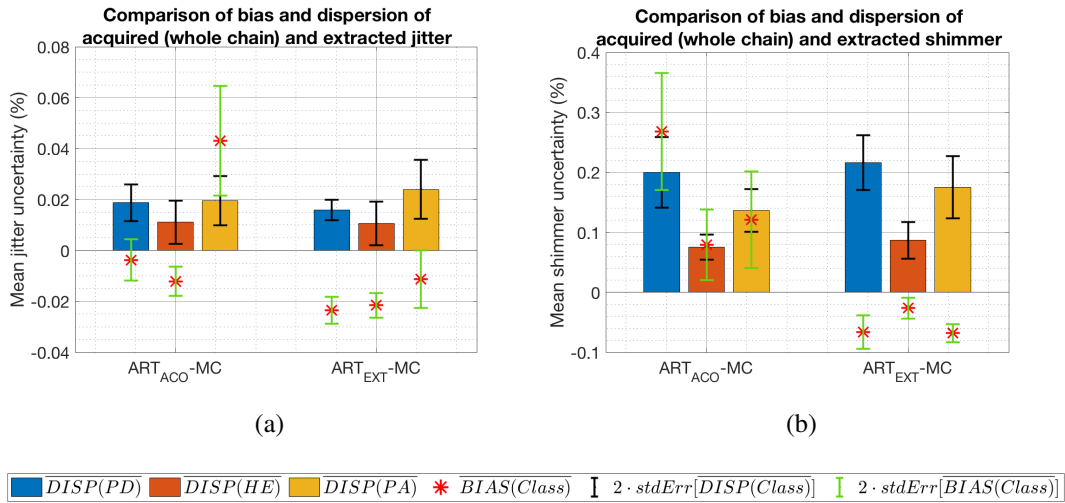 Comparison of bias and dispersion of
acquired (whole chain) and extracted jitter
Mean jitter uncertainty (%)
0.08
0.06
0.04
0.02
0
-0.02
-0.04
ART_ACO-MC
ART_EXT-MC
(a)
Comparison of bias and dispersion of
acquired (whole chain) and extracted shimmer
Mean shimmer uncertainty (%)
0.4
0.3
0.2
0.1
0
-0.1
ART_ACO-MC
ART_EXT-MC
(b)
DISP(PD) DISP(HE) DISP(PA) BIAS(Class) 2 · stdErr[DISP(Class)] 2 · stdErr[BIAS(Class)]